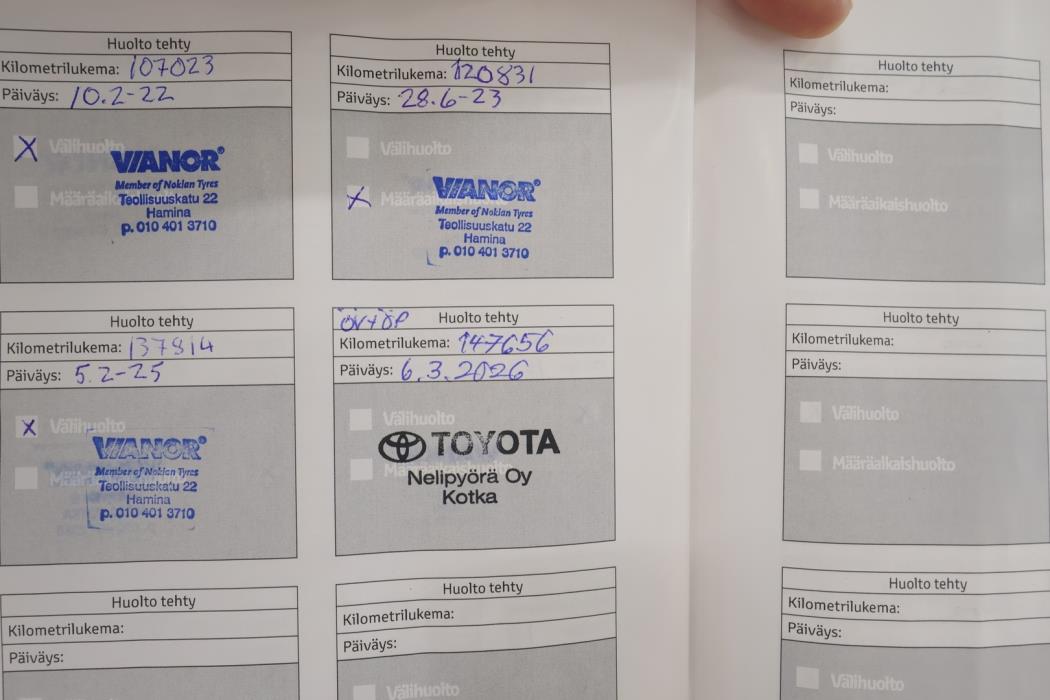 Huolto tehty
Kilometrilukema: 107023
Päiväys: 10.2-22
X Välihuolto
VIANOR
Member of Nokian Tyres
Teollisuuskatu 22
Hamina
p. 010 401 3710
Huolto tehty
Kilometrilukema: 120831
Päiväys: 28.6-23
Välihuolto
X
VIANOR
Member of Nokian Tyres
Teollisuuskatu 22
Hamina
p. 010 401 3710
Huolto tehty
Kilometrilukema:
Päiväys:
Välihuolto
Määräaikaishuolto
Huolto tehty
Kilometrilukema: 137814
Päiväys: 5.2-25
X Välihuolto
VIANOR
Member of Nokian Tyres
Teollisuuskatu 22
Hamina
p. 010 401 3710
ÖV+ÖP Huolto tehty
Kilometrilukema: 147656
Päiväys: 6.3.2026
Välihuolto
TOYOTA
Määräaikaishuolto
Nelipyörä Oy
Kotka
Huolto tehty
Kilometrilukema:
Päiväys:
Välihuolto
Määräaikaishuolto
Huolto tehty
Kilometrilukema:
Päiväys:
Huolto tehty
Kilometrilukema:
Päiväys:
Välihuolto
Huolto tehty
Kilometrilukema:
Päiväys:
Välihuolto